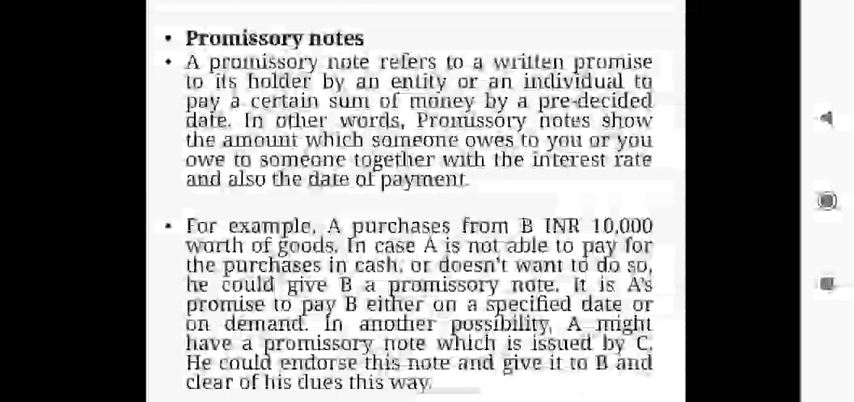 • Promissory notes
• A promissory note refers to a written promise
to its holder by an entity or an individual to
pay a certain sum of money by a pre-decided
date. In other words, Promissory notes show
the amount which someone owes to you or you
owe to someone together with the interest rate
and also the date of payment.
• For example, A purchases from B INR 10,000
worth of goods. In case A is not able to pay for
the purchases in cash, or doesn't want to do so,
he could give B a promissory note. It is A's
promise to pay B either on a specified date or
on demand. In another possibility, A might
have a promissory note which is issued by C.
He could endorse this note and give it to B and
clear of his dues this way.